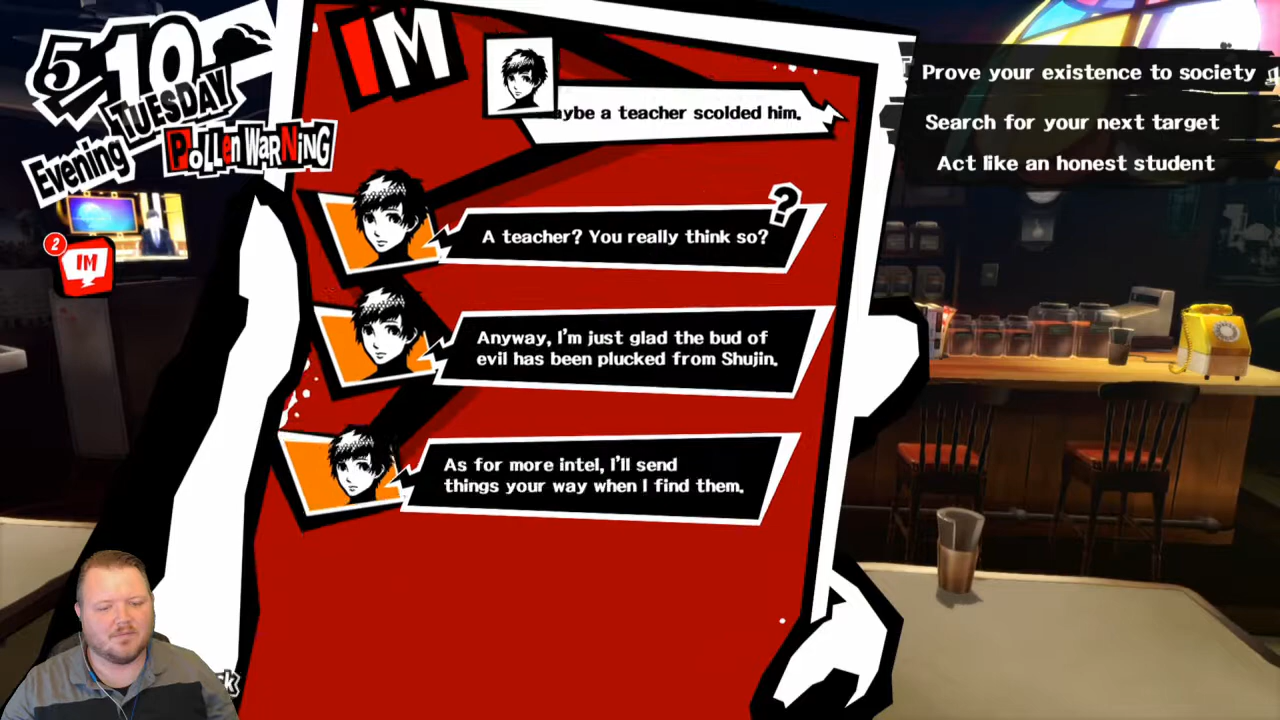 5/10
TUESDAY
Evening
Pollen Warning
2
IM
IM
aybe a teacher scolded him.
A teacher? You really think so?
?
Anyway, I'm just glad the bud of
evil has been plucked from Shujin.
As for more intel, I'll send
things your way when I find them.
Prove your existence to society
Search for your next target
Act like an honest student